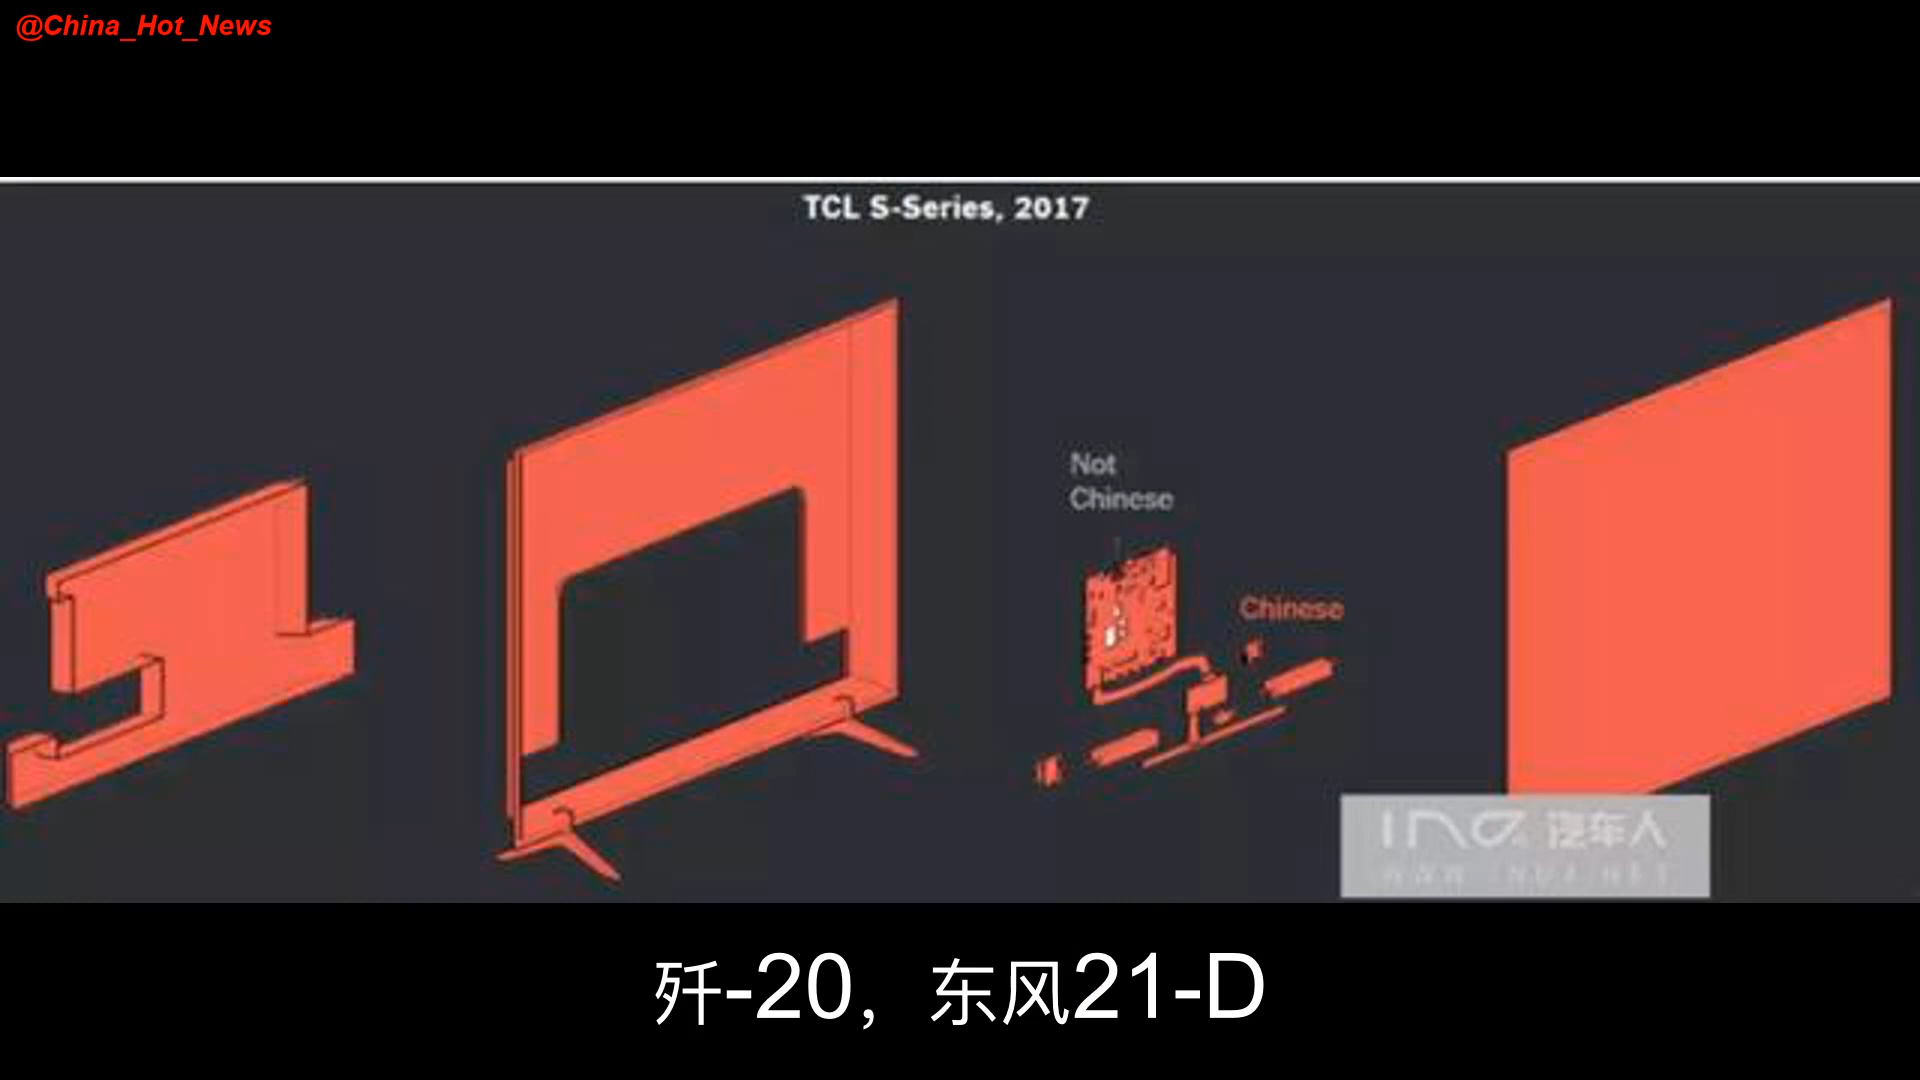 @China_Hot_News
TCL S-Series, 2017
Not
Chinese
Chinese
汽车人
歼-20，东风21-D